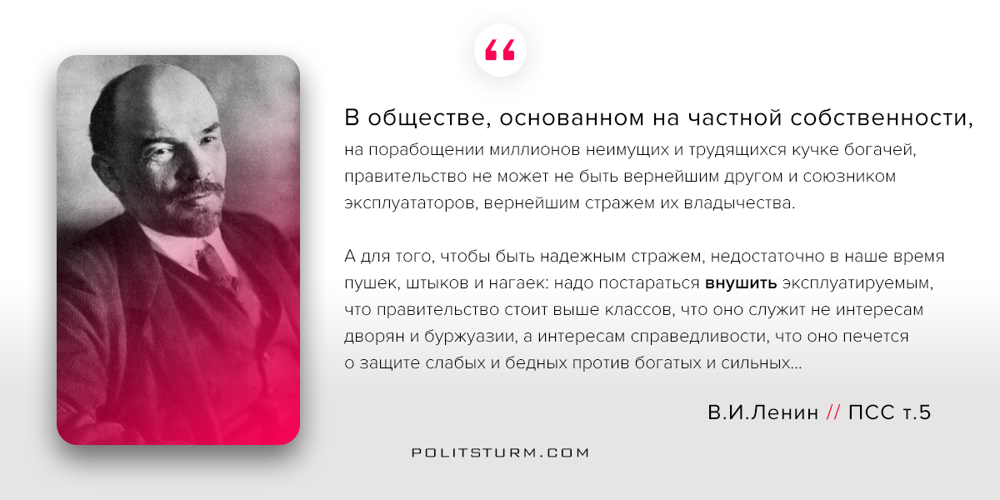 “
В обществе, основанном на частной собственности,
на порабощении миллионов неимущих и трудящихся кучке богачей,
правительство не может не быть вернейшим другом и союзником
эксплуататоров, вернейшим стражем их владычества.
А для того, чтобы быть надежным стражем, недостаточно в наше время
пушек, штыков и нагаек: надо постараться внушить эксплуатируемым,
что правительство стоит выше классов, что оно служит не интересам
дворян и буржуазии, а интересам справедливости, что оно печется
о защите слабых и бедных против богатых и сильных...
В.И.Ленин // ПСС т.5
POLITSTURM.COM